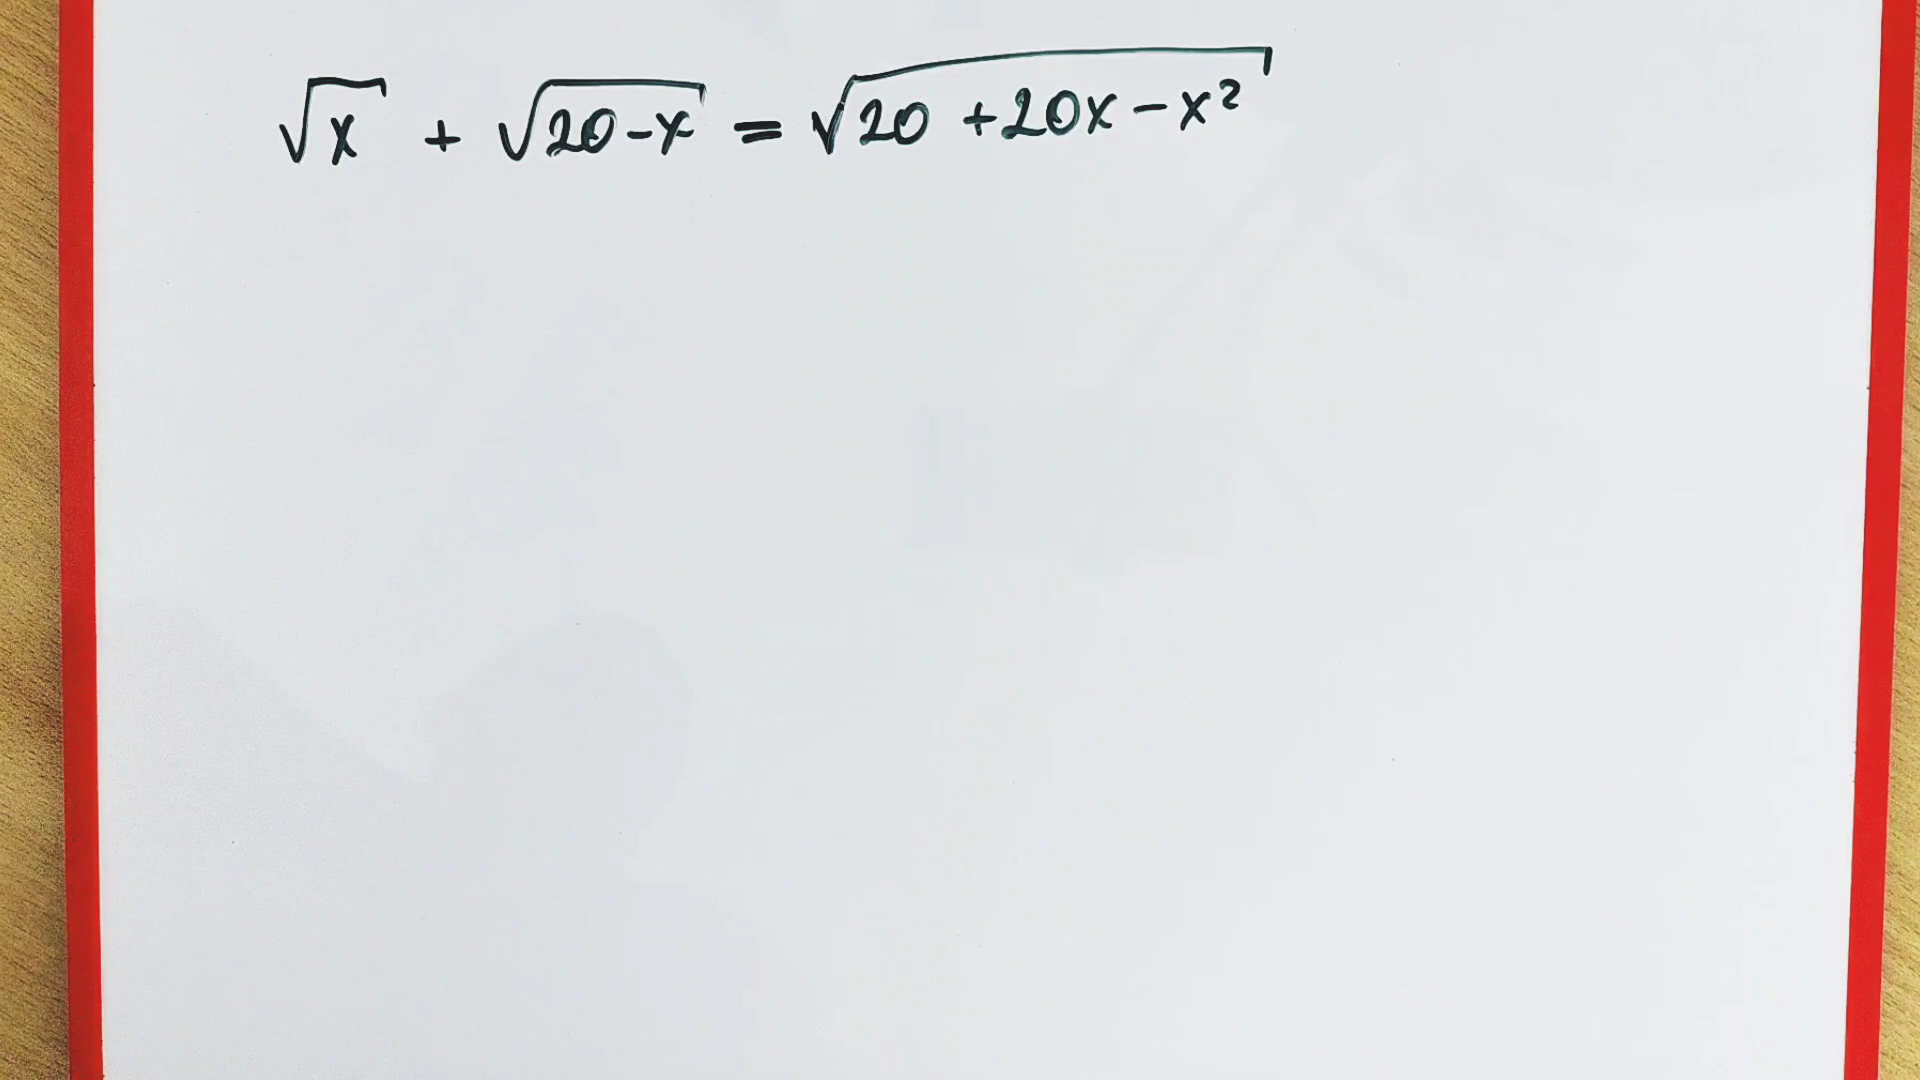 √x + √20-x = √20 +20x-x²